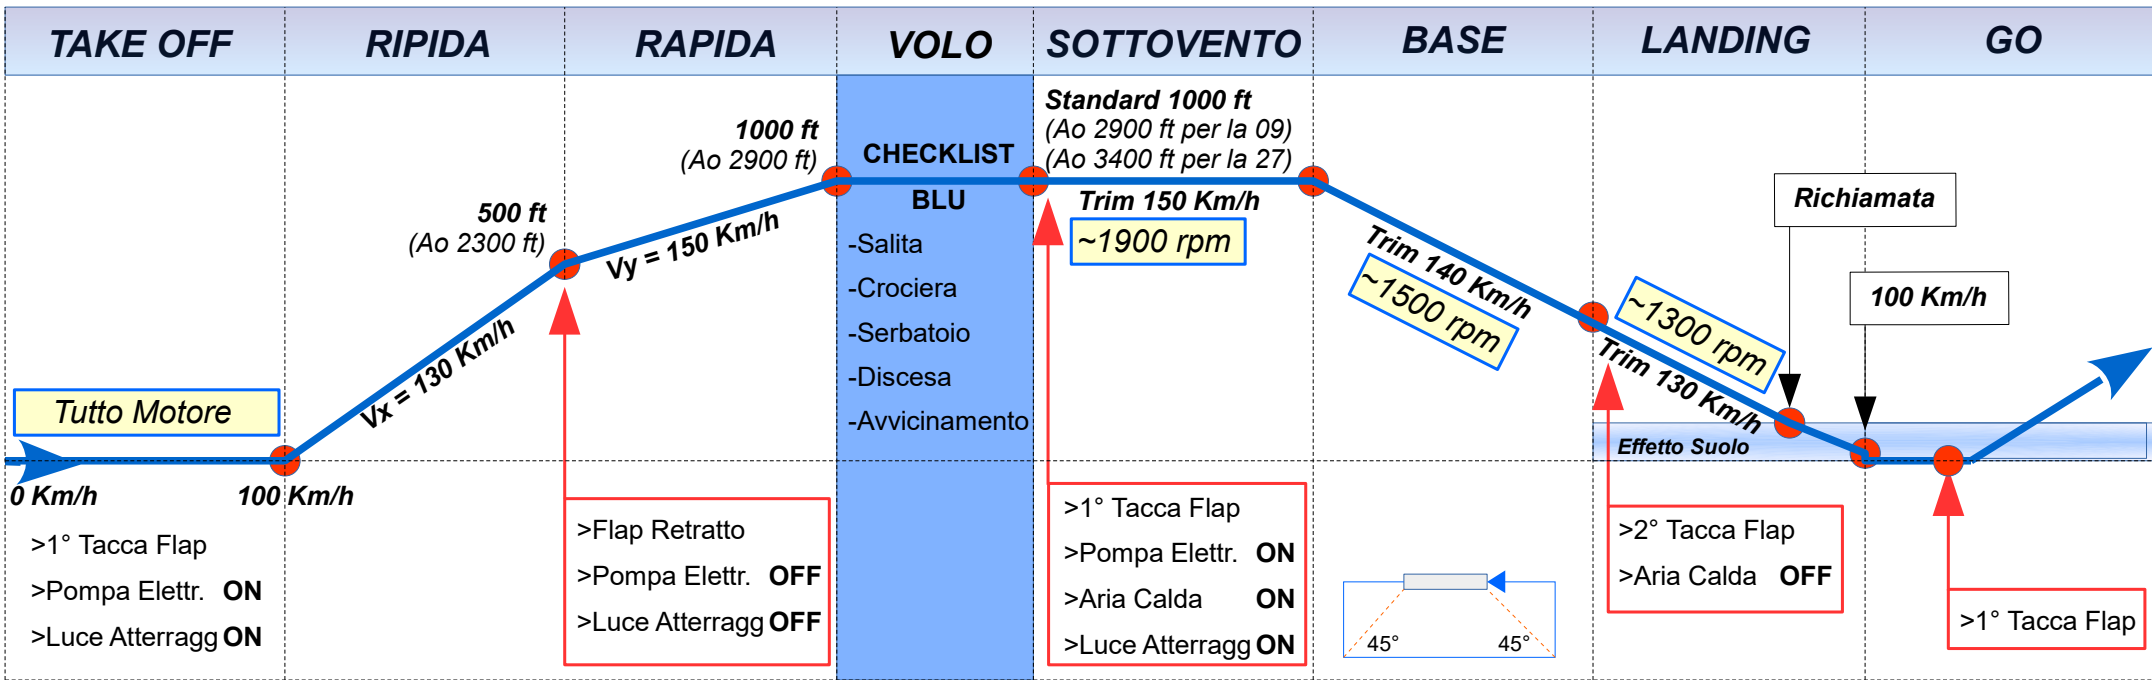 TAKE OFF
RIPIDA
RAPIDA
VOLO
SOTTOVENTO
BASE
LANDING
GO
Tutto Motore
0 Km/h
100 Km/h
>1° Tacca Flap
>Pompa Elettr. ON
>Luce Atterragg ON
Vx = 130 Km/h
500 ft
(Ao 2300 ft)
Vy = 150 Km/h
1000 ft
(Ao 2900 ft)
>Flap Retratto
>Pompa Elettr. OFF
>Luce Atterragg OFF
CHECKLIST
BLU
-Salita
-Crociera
-Serbatoio
-Discesa
-Avvicinamento
Standard 1000 ft
(Ao 2900 ft per la 09)
(Ao 3400 ft per la 27)
Trim 150 Km/h
~1900 rpm
>1° Tacca Flap
>Pompa Elettr. ON
>Aria Calda ON
>Luce Atterragg ON
Trim 140 Km/h
~1500 rpm
45°
45°
~1300 rpm
Trim 130 Km/h
Richiamata
Effetto Suolo
>2° Tacca Flap
>Aria Calda OFF
100 Km/h
>1° Tacca Flap